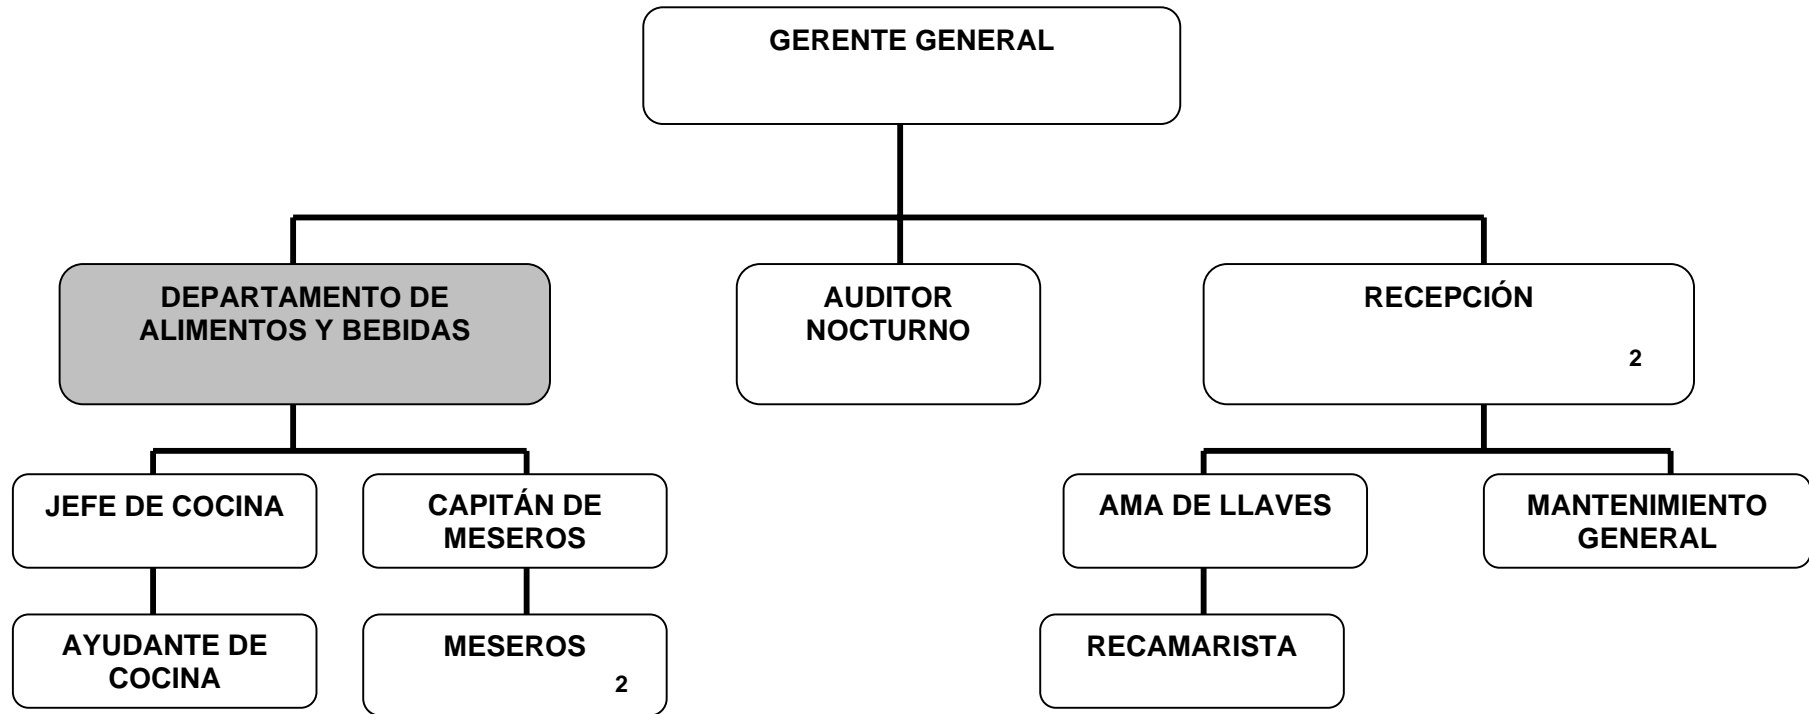 GERENTE GENERAL
DEPARTAMENTO DE
ALIMENTOS Y BEBIDAS
AUDITOR
NOCTURNO
RECEPCIÓN
2
JEFE DE COCINA
CAPITÁN DE
MESEROS
AMA DE LLAVES
MANTENIMIENTO
GENERAL
AYUDANTE DE
COCINA
MESEROS
2
RECAMARISTA